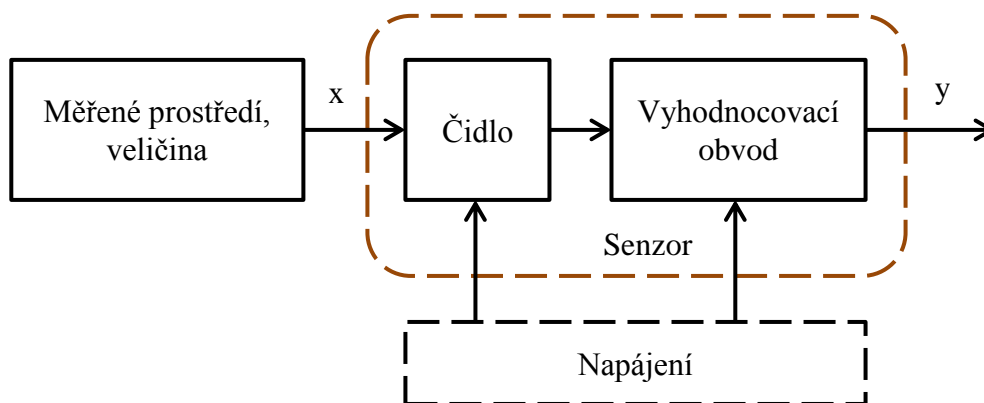 x
y
Měřené prostředí,
veličina
Čidlo
Vyhodnocovací
obvod
Senzor
Napájení